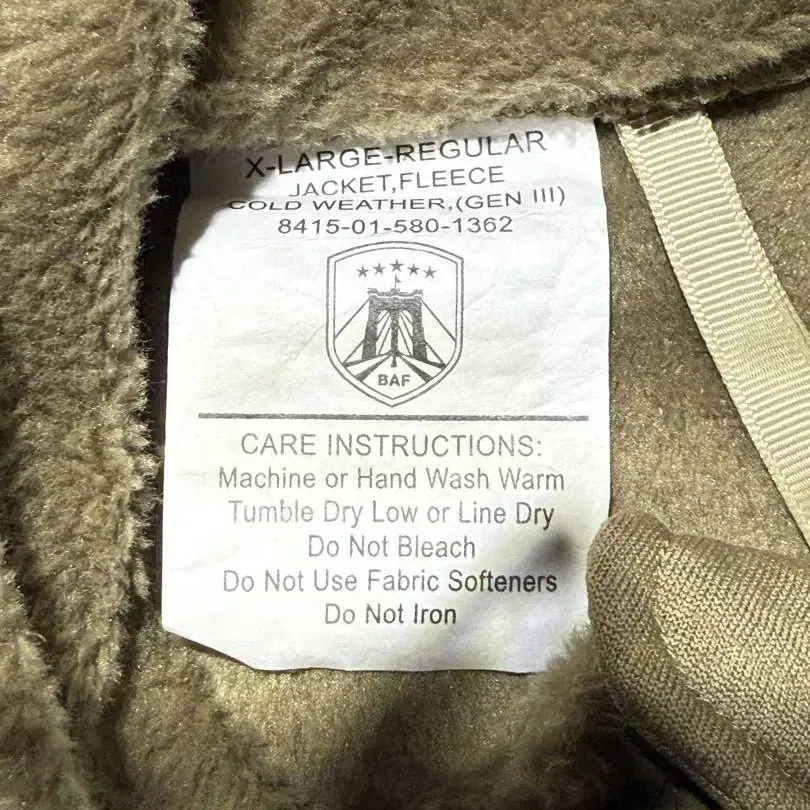 X-LARGE-REGULAR
JACKET,FLEECE
COLD WEATHER,(GEN III)
8415-01-580-1362
BAF
CARE INSTRUCTIONS:
Machine or Hand Wash Warm
Tumble Dry Low or Line Dry
Do Not Bleach
Do Not Use Fabric Softeners
Do Not Iron